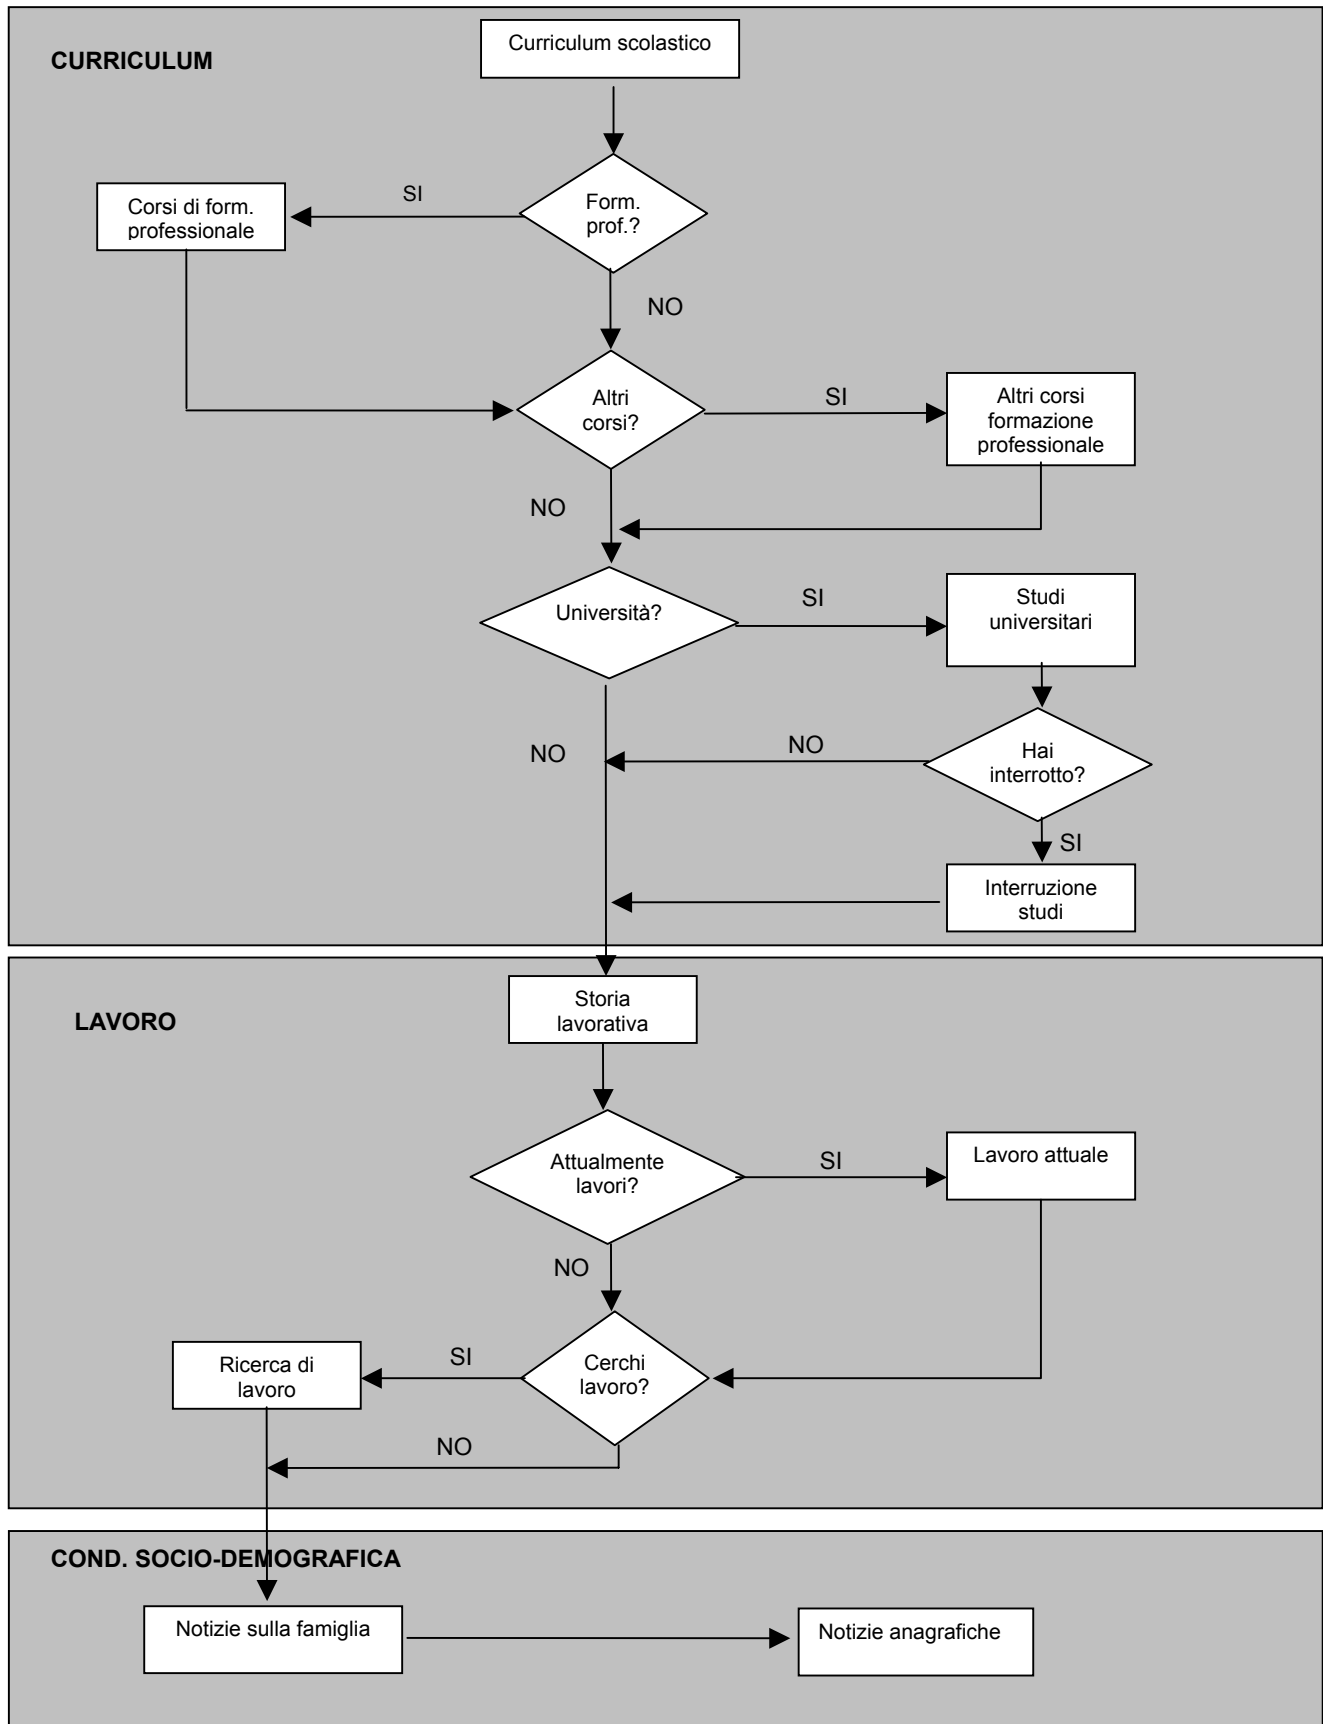 CURRICULUM
Curriculum scolastico
Form.
prof.?
SI
Corsi di form.
professionale
NO
Altri
corsi?
SI
Altri corsi
formazione
professionale
NO
Università?
SI
Studi
universitari
NO
NO
Hai
interrotto?
SI
Interruzione
studi
LAVORO
Storia
lavorativa
Attualmente
lavori?
SI
Lavoro attuale
NO
Cerchi
lavoro?
SI
Ricerca di
lavoro
NO
COND. SOCIO-DEMOGRAFICA
Notizie sulla famiglia
Notizie anagrafiche